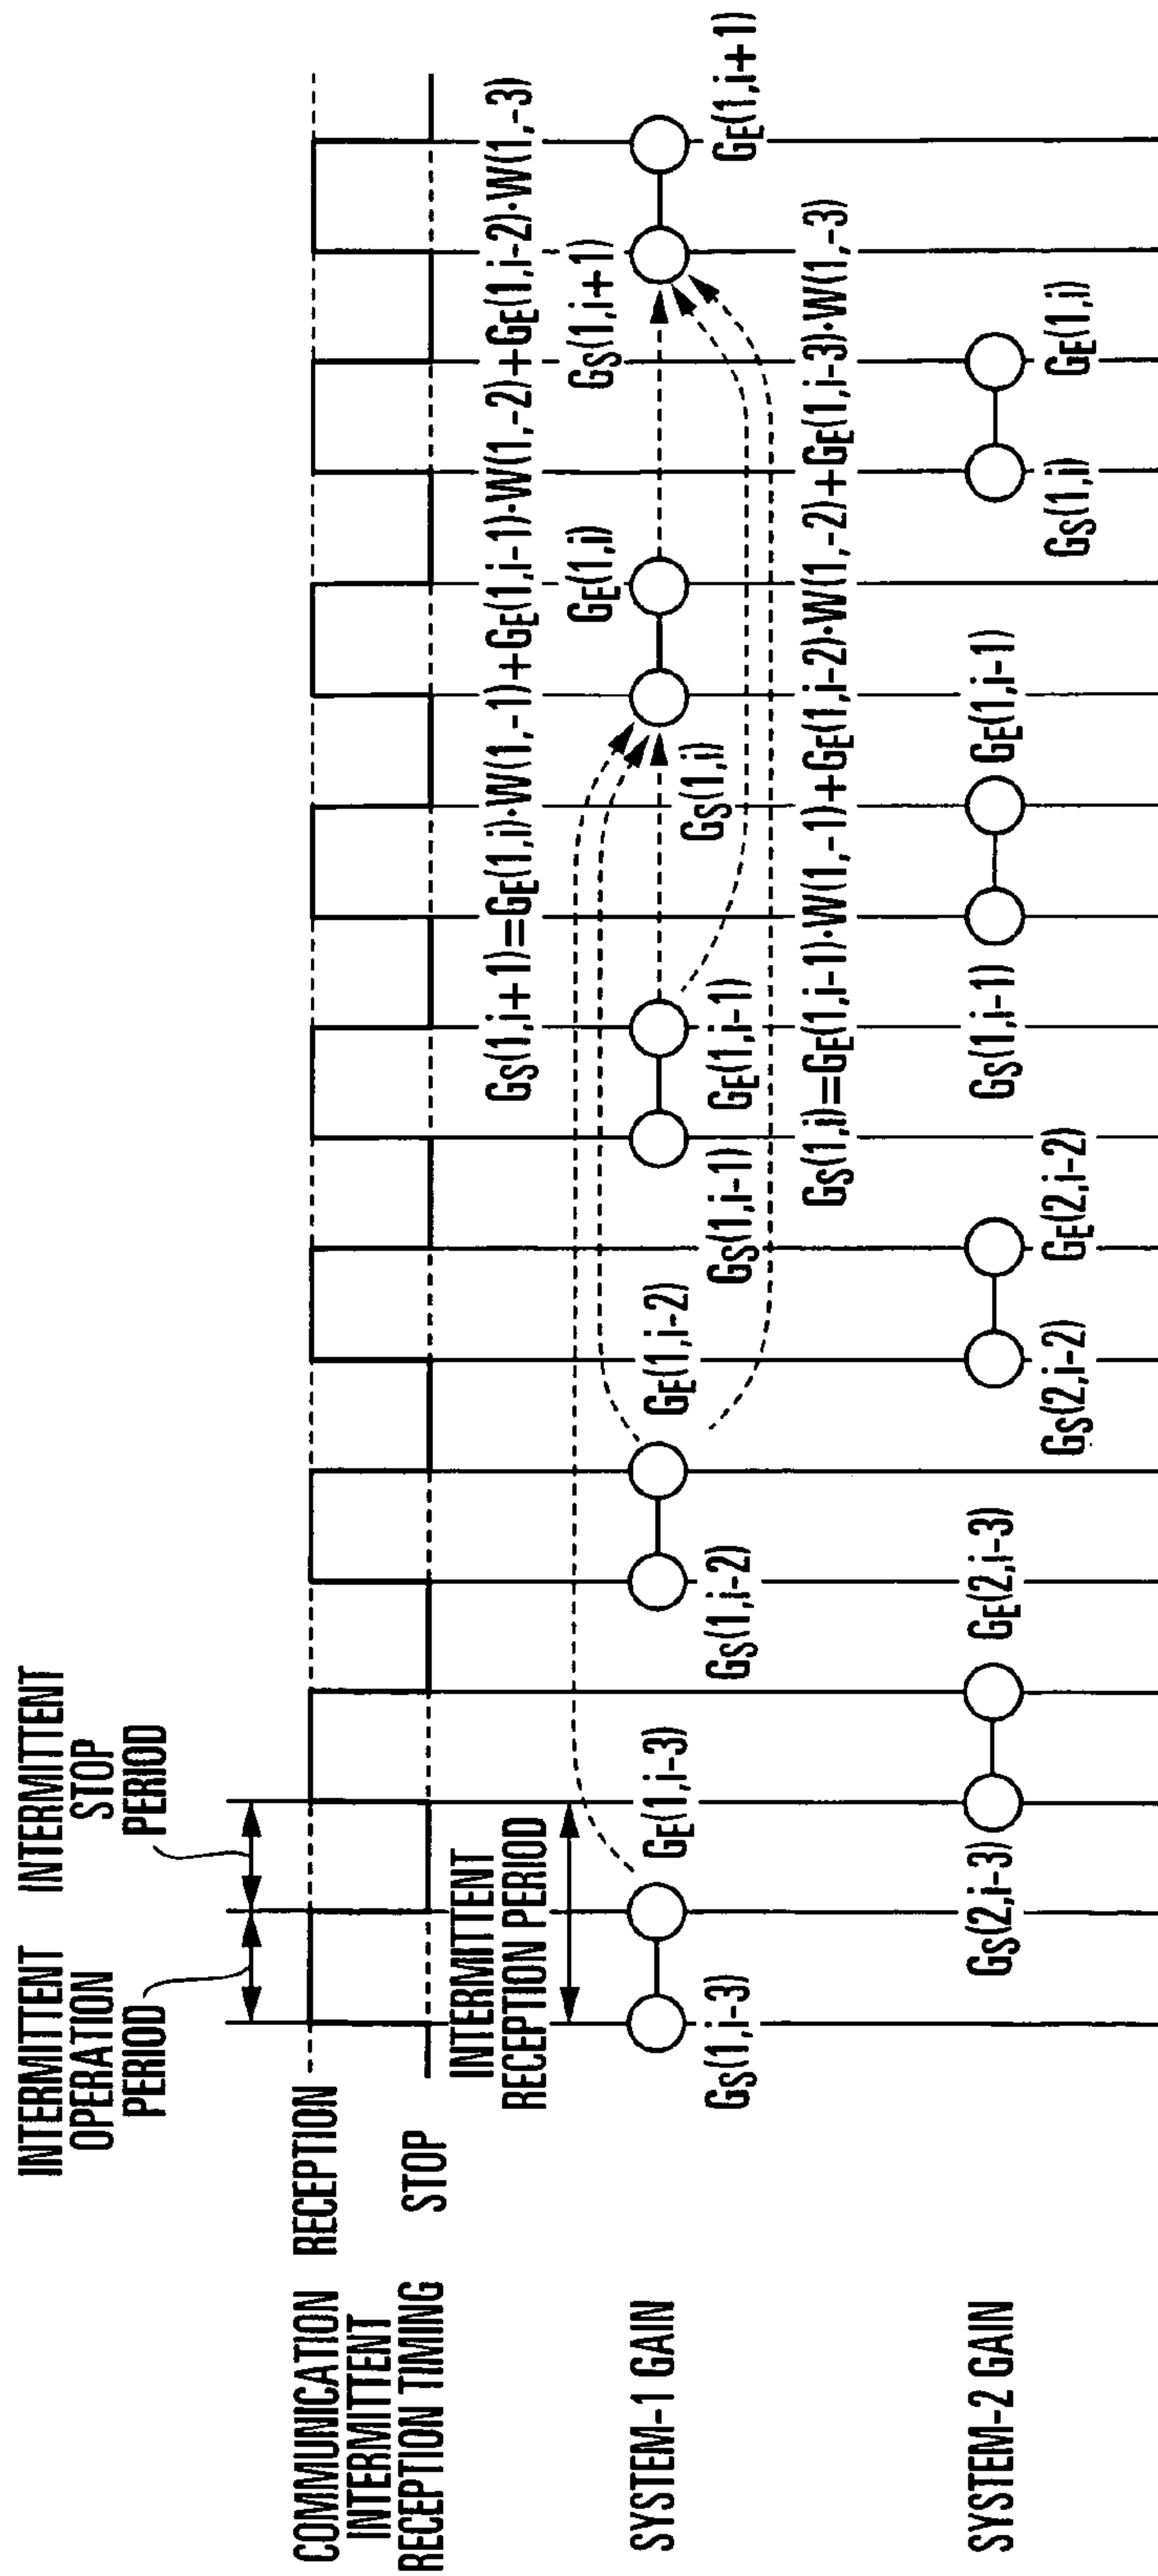 INTERMITTENT
OPERATION
PERIOD
INTERMITTENT
STOP
PERIOD
COMMUNICATION
INTERMITTENT
RECEPTION TIMING
RECEPTION
STOP
INTERMITTENT
RECEPTION PERIOD
GS(1,i+1)=GE(1,i)·W(1,-1)+GE(1,i-1)·W(1,-2)+GE(1,i-2)·W(1,-3)
SYSTEM-1 GAIN
GS(1,i-3)
GE(1,i-3)
GS(1,i-2)
GE(1,i-2)
GS(1,i-1)
GE(1,i-1)
GS(1,i)
GE(1,i)
GS(1,i+1)
GE(1,i+1)
GS(1,i)=GE(1,i-1)·W(1,-1)+GE(1,i-2)·W(1,-2)+GE(1,i-3)·W(1,-3)
SYSTEM-2 GAIN
GS(2,i-3)
GE(2,i-3)
GS(2,i-2)
GE(2,i-2)
GS(1,i-1)
GE(1,i-1)
GS(1,i)
GE(1,i)